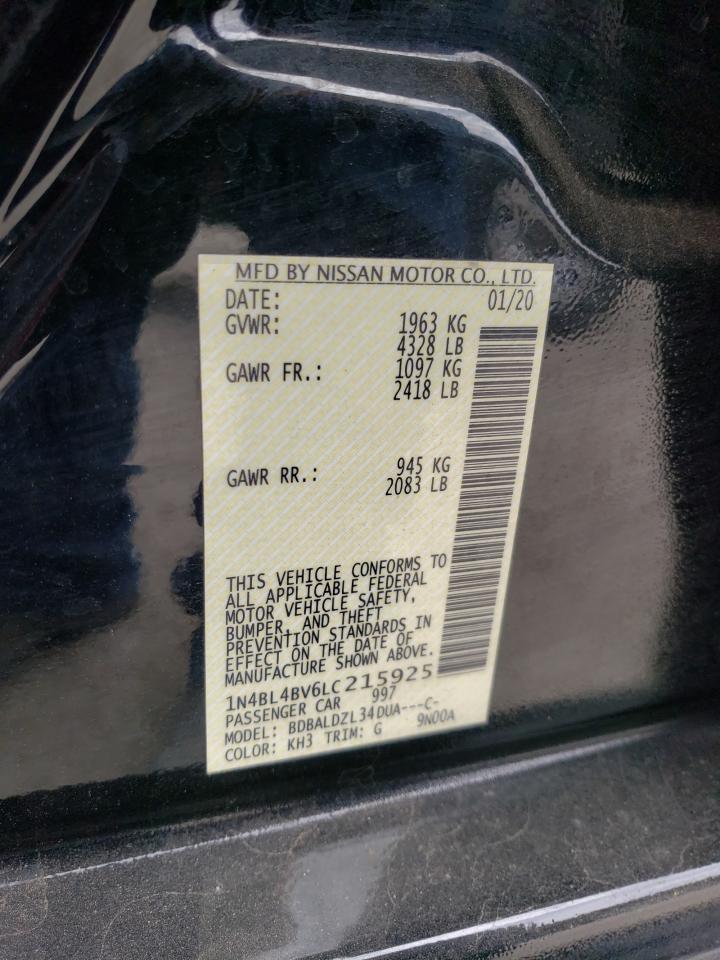 MFD BY NISSAN MOTOR CO., LTD.
DATE: 01/20
GVWR: 1963 KG
4328 LB
GAWR FR.: 1097 KG
2418 LB
GAWR RR.: 945 KG
2083 LB
THIS VEHICLE CONFORMS TO
ALL APPLICABLE FEDERAL
MOTOR VEHICLE SAFETY,
BUMPER, AND THEFT
PREVENTION STANDARDS IN
EFFECT ON THE DATE OF
MANUFACTURE SHOWN ABOVE.
1N4BL4BV6LC215925
PASSENGER CAR 997
MODEL: BDBALDZL34DUA---C-
COLOR: KH3 TRIM: G 9N00A